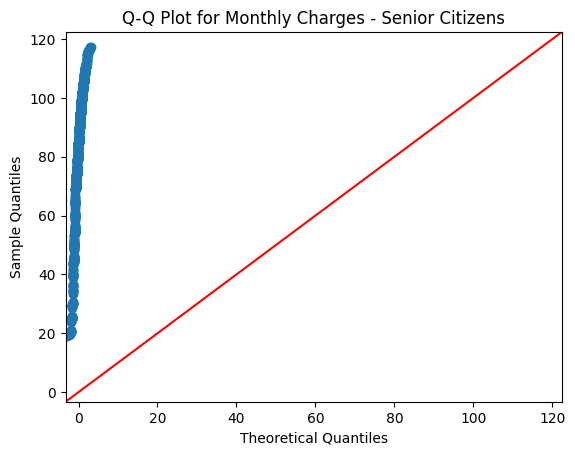 Q-Q Plot for Monthly Charges - Senior Citizens
120
100
80
60
40
20
0
Sample Quantiles
0 20 40 60 80 100 120
Theoretical Quantiles